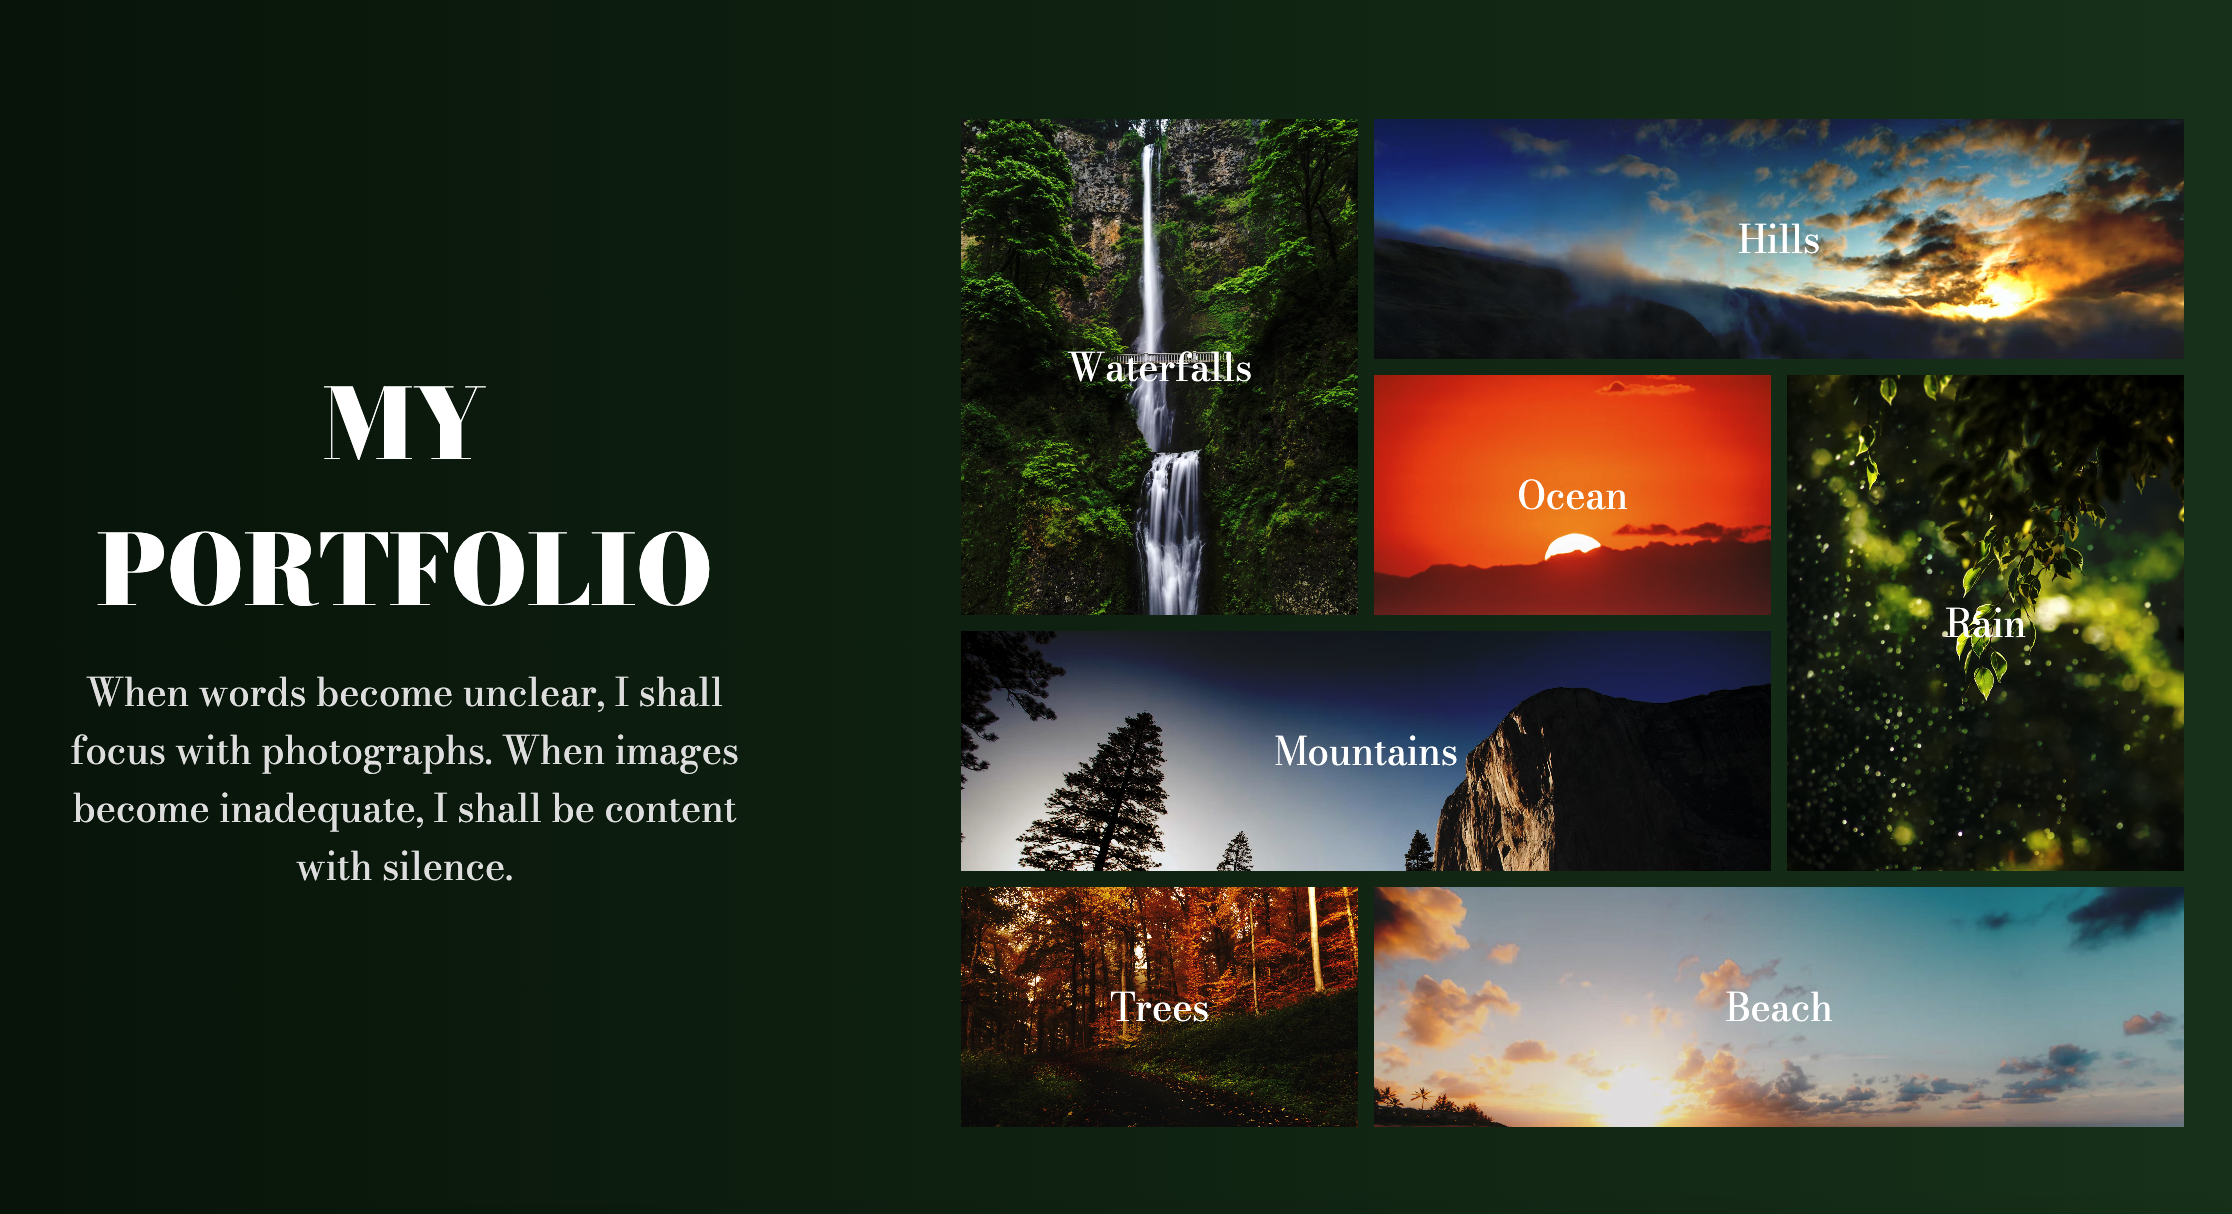 MY
PORTFOLIO
When words become unclear, I shall
focus with photographs. When images
become inadequate, I shall be content
with silence.
Waterfalls
Hills
Ocean
Rain
Mountains
Trees
Beach